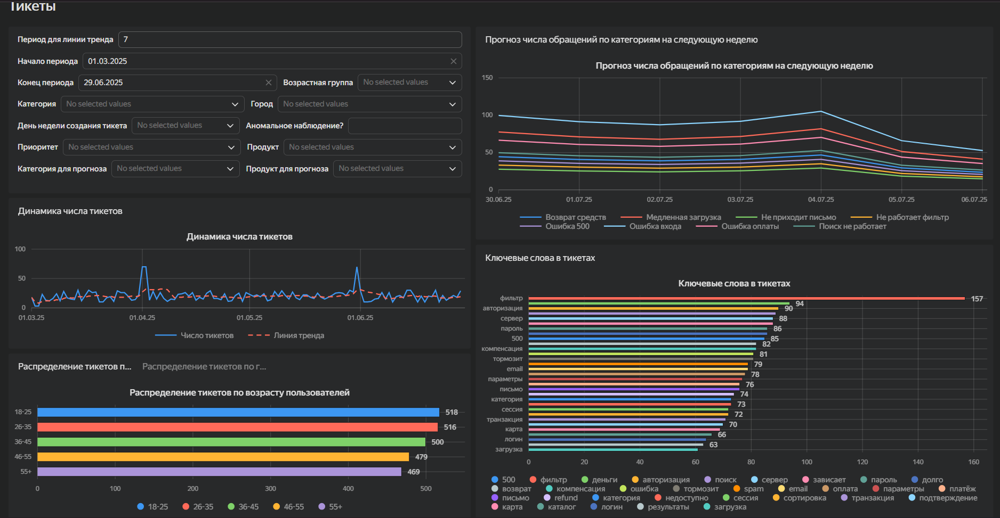 Тикеты
Период для линии тренда 7
Начало периода 01.03.2025
Конец периода 29.06.2025 Возрастная группа No selected values
Категория No selected values Город No selected values
День недели создания тикета No selected values Аномальное наблюдение?
Приоритет No selected values Продукт No selected values
Категория для прогноза No selected values Продукт для прогноза No selected values
Динамика числа тикетов
Динамика числа тикетов
100
50
0
01.03.25 01.04.25 01.05.25 01.06.25
Число тикетов Линия тренда
Распределение тикетов п... Распределение тикетов по г...
Распределение тикетов по возрасту пользователей
18-25 518
26-35 516
36-45 500
46-55 479
55+ 469
0 100 200 300 400 500
18-25 26-35 36-45 46-55 55+
Прогноз числа обращений по категориям на следующую неделю
Прогноз числа обращений по категориям на следующую неделю
150
100
50
0
30.06.25 01.07.25 02.07.25 03.07.25 04.07.25 05.07.25 06.07.25
Возврат средств Медленная загрузка Не приходит письмо Не работает фильтр
Ошибка 500 Ошибка входа Ошибка оплаты Поиск не работает
Ключевые слова в тикетах
Ключевые слова в тикетах
фильтр 157
94
авторизация 90
сервер 88
пароль 86
500 85
82
компенсация
81
тормозит
79
email
78
параметры
76
письмо
74
категория
73
сессия
72
транзакция
70
карта
66
логин
63
загрузка
0 20 40 60 80 100 120 140 160
500 фильтр деньги авторизация поиск сервер зависает пароль долго
возврат компенсация ошибка тормозит spam email оплата параметры платёж
письмо refund категория недоступно сессия сортировка транзакция подтверждение
карта каталог логин результаты загрузка